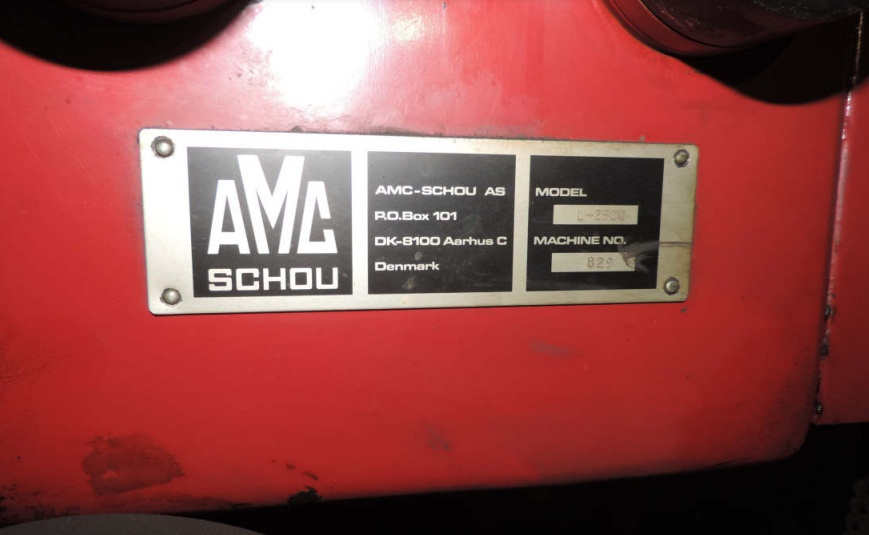 AMC
SCHOU
AMC-SCHOU AS
P.O.Box 101
DK-8100 Aarhus C
Denmark
MODEL
L-2500
MACHINE NO.
829